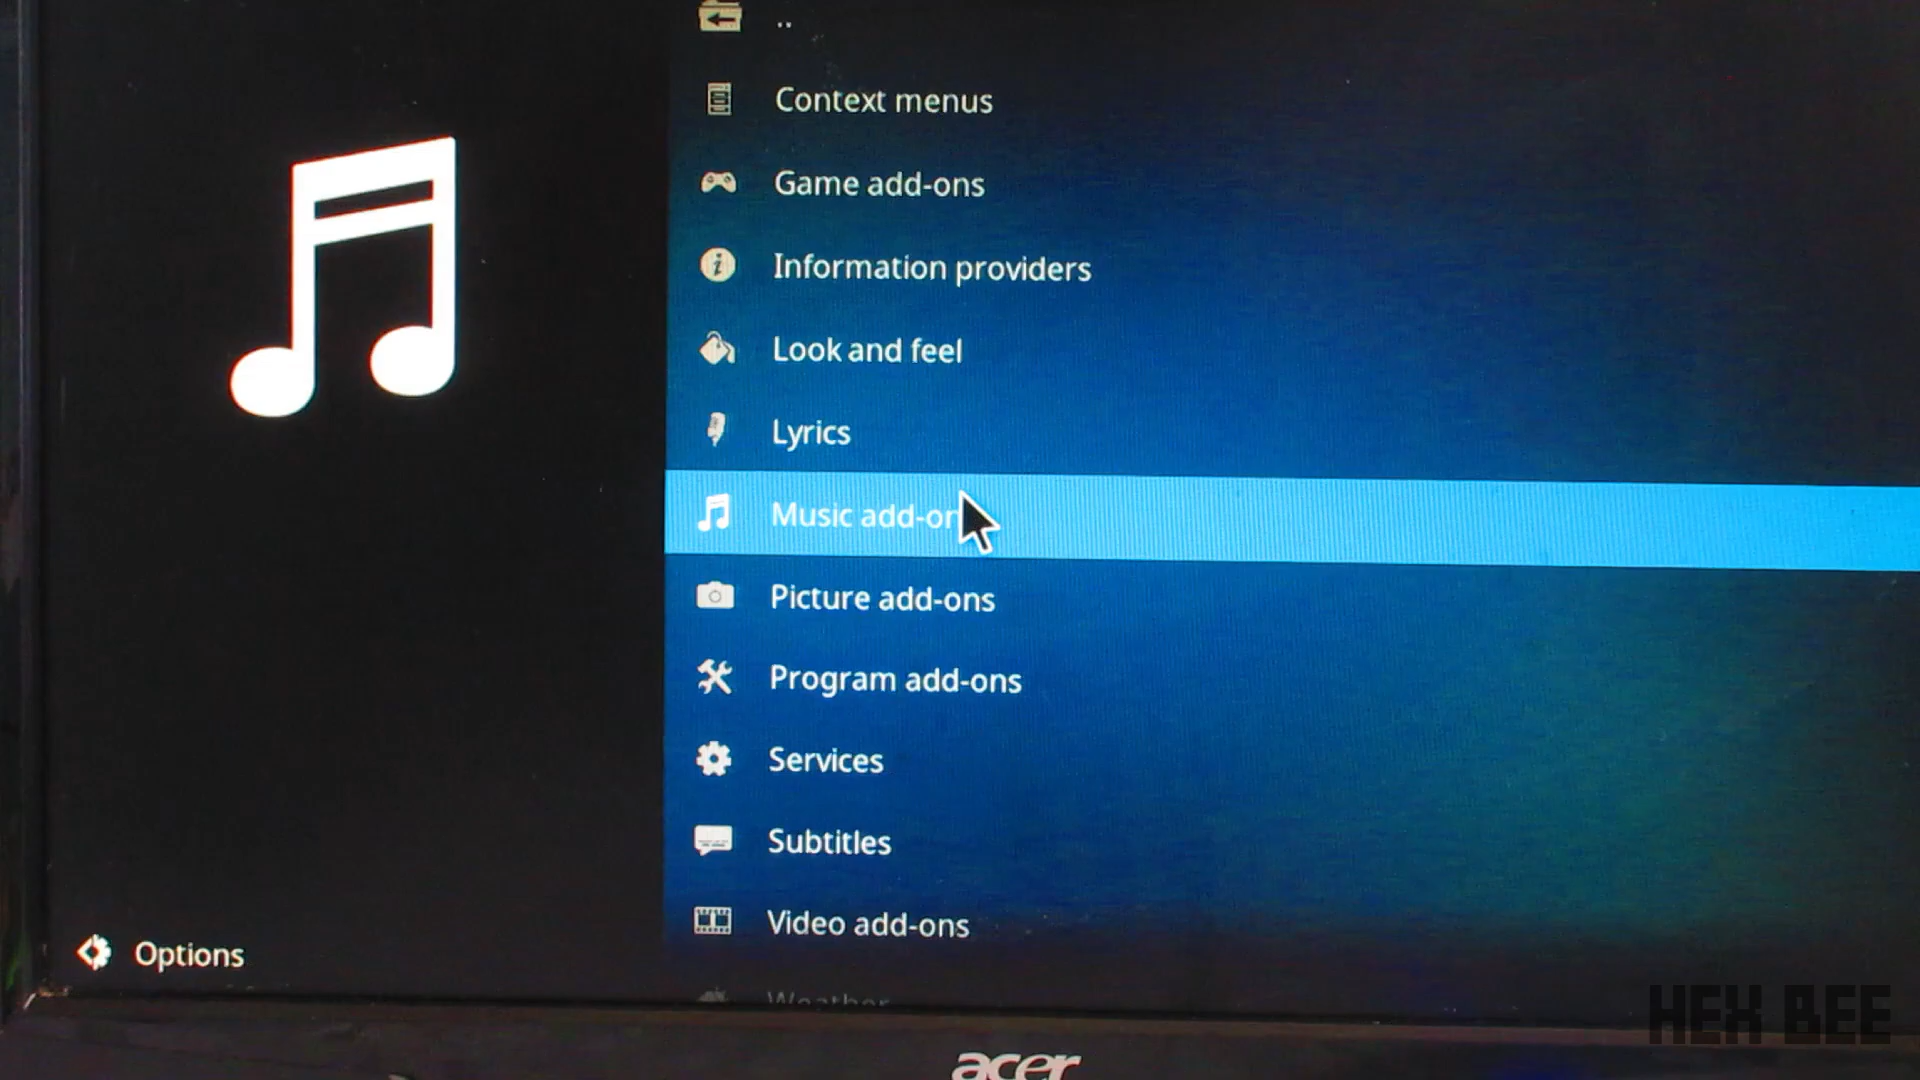 ..
Context menus
Game add-ons
Information providers
Look and feel
Lyrics
Music add-on
Picture add-ons
Program add-ons
Services
Subtitles
Video add-ons
Weather
Options
HEX BEE
acer